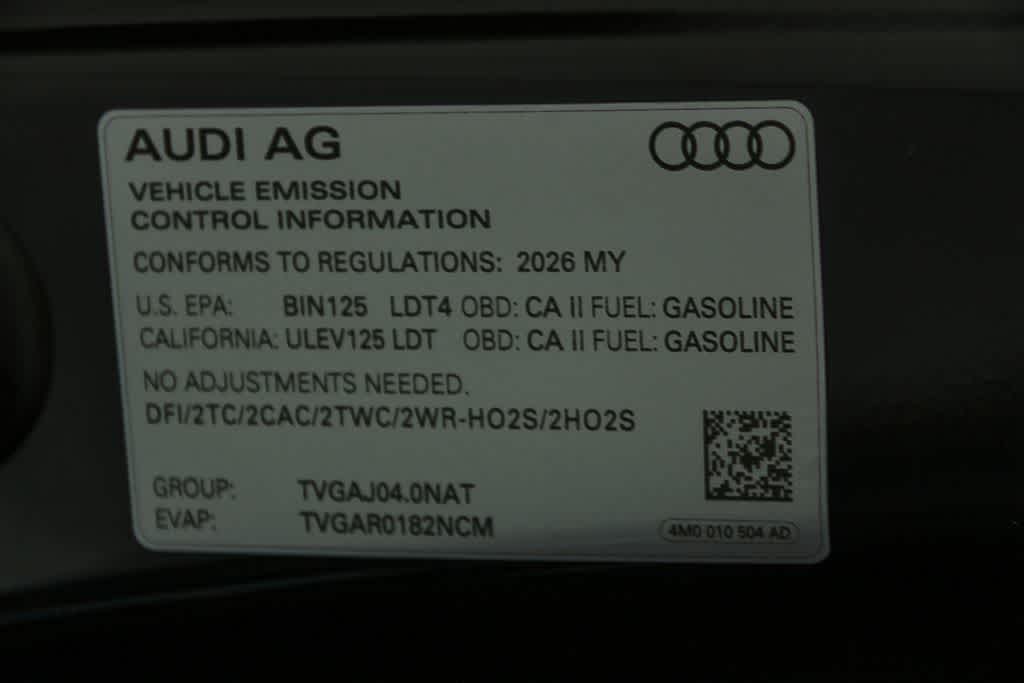 AUDI AG
VEHICLE EMISSION
CONTROL INFORMATION
CONFORMS TO REGULATIONS: 2026 MY
U.S. EPA: BIN125 LDT4 OBD: CA II FUEL: GASOLINE
CALIFORNIA: ULEV125 LDT OBD: CA II FUEL: GASOLINE
NO ADJUSTMENTS NEEDED.
DFI/2TC/2CAC/2TWC/2WR-HO2S/2HO2S
GROUP: TVGAJ04.0NAT
EVAP: TVGAR0182NCM
4M0 010 504 AD